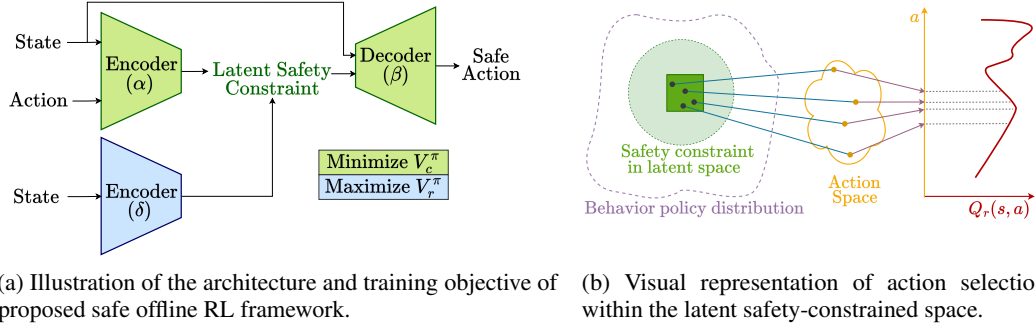 State
Action
Encoder
(α)
Latent Safety
Constraint
Decoder
(β)
Safe
Action
State
Encoder
(δ)
Minimize V_c^π
Maximize V_r^π
Safety constraint
in latent space
Behavior policy distribution
Action
Space
a
Q_r(s, a)
(a) Illustration of the architecture and training objective of
proposed safe offline RL framework.
(b) Visual representation of action selectio
within the latent safety-constrained space.